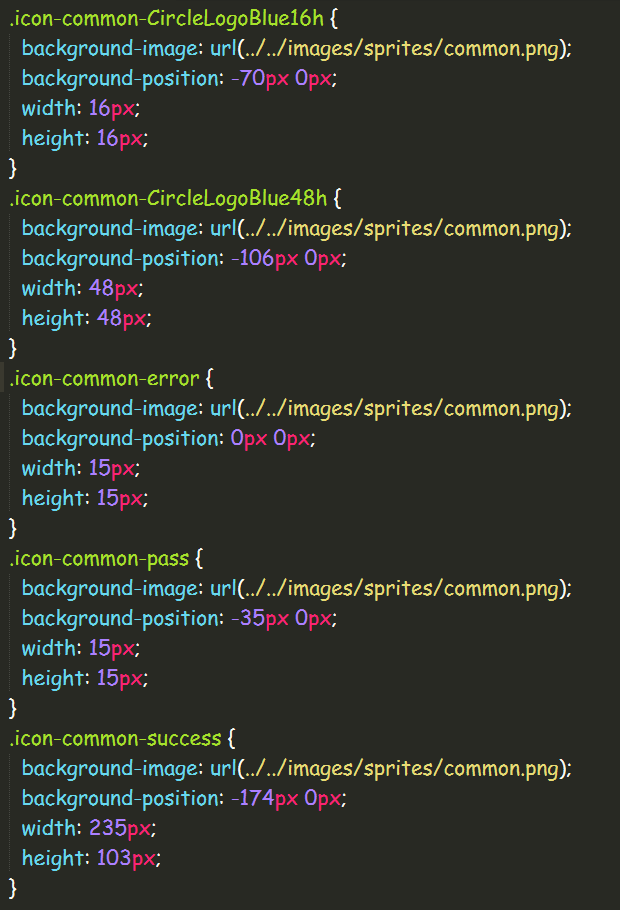 .icon-common-CircleLogoBlue16h {
background-image: url(../../images/sprites/common.png);
background-position: -70px 0px;
width: 16px;
height: 16px;
}
.icon-common-CircleLogoBlue48h {
background-image: url(../../images/sprites/common.png);
background-position: -106px 0px;
width: 48px;
height: 48px;
}
.icon-common-error {
background-image: url(../../images/sprites/common.png);
background-position: 0px 0px;
width: 15px;
height: 15px;
}
.icon-common-pass {
background-image: url(../../images/sprites/common.png);
background-position: -35px 0px;
width: 15px;
height: 15px;
}
.icon-common-success {
background-image: url(../../images/sprites/common.png);
background-position: -174px 0px;
width: 235px;
height: 103px;
}